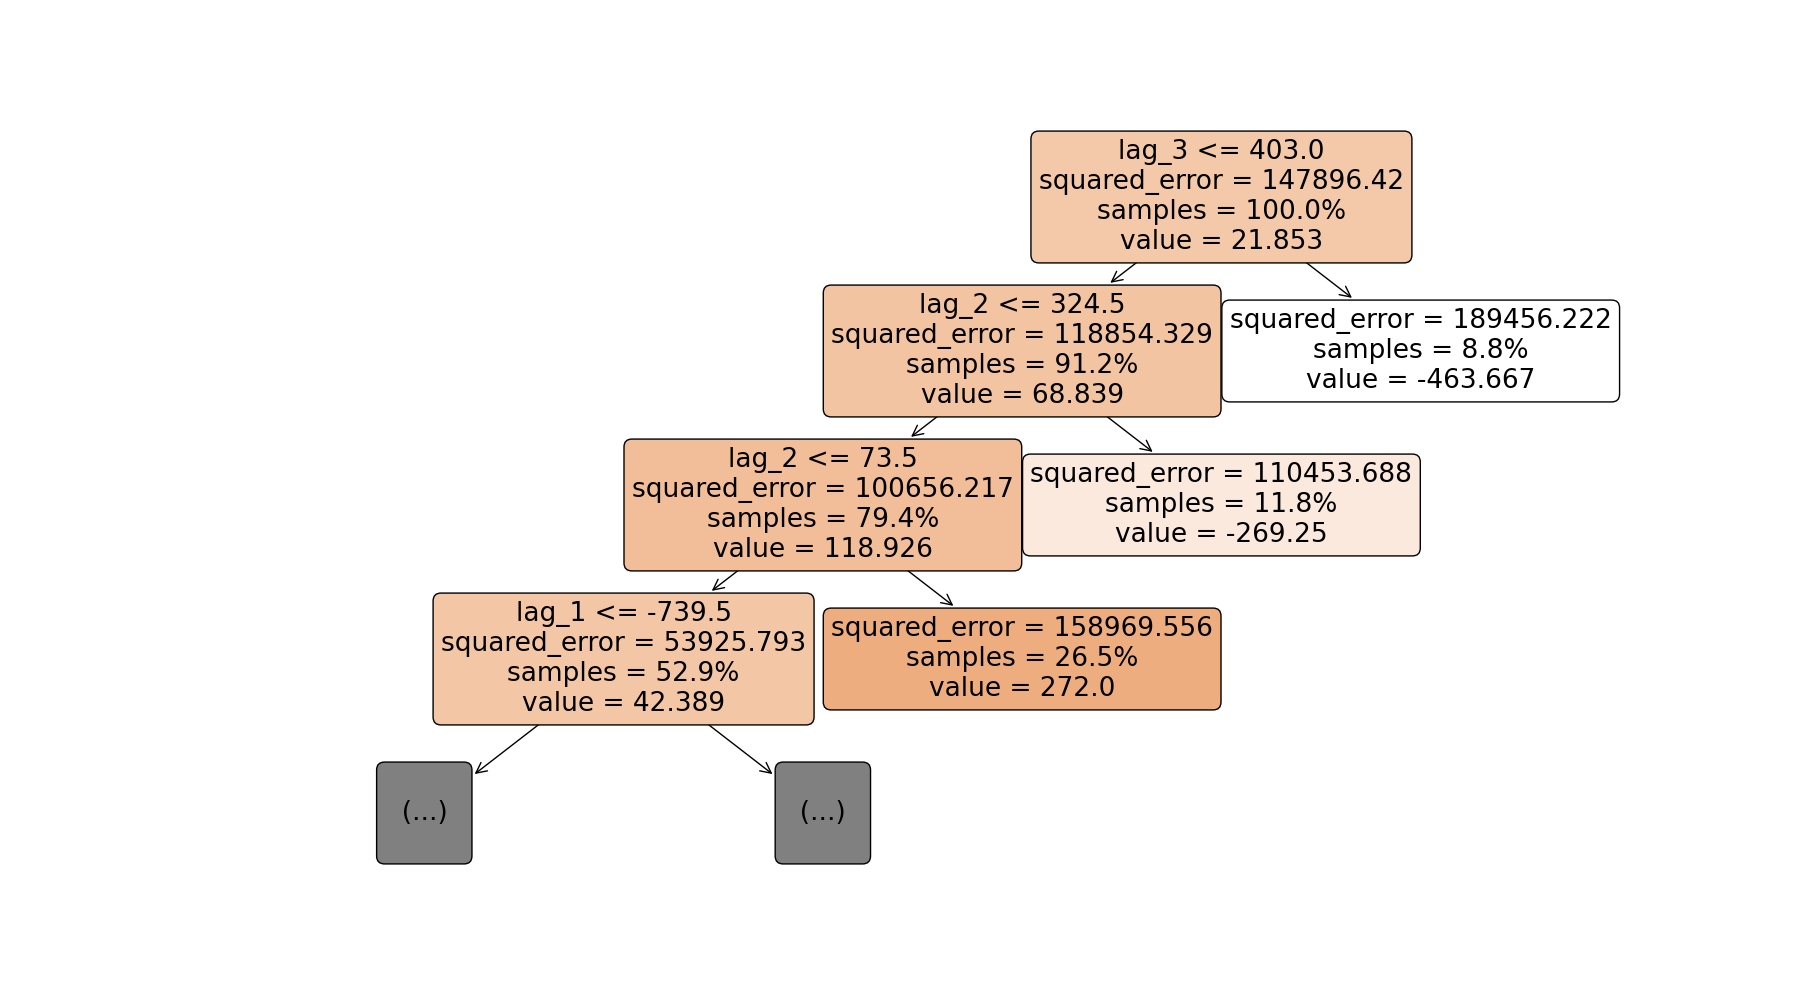 lag_3 <= 403.0
squared_error = 147896.42
samples = 100.0%
value = 21.853
lag_2 <= 324.5
squared_error = 118854.329
samples = 91.2%
value = 68.839
squared_error = 189456.222
samples = 8.8%
value = -463.667
lag_2 <= 73.5
squared_error = 100656.217
samples = 79.4%
value = 118.926
squared_error = 110453.688
samples = 11.8%
value = -269.25
lag_1 <= -739.5
squared_error = 53925.793
samples = 52.9%
value = 42.389
squared_error = 158969.556
samples = 26.5%
value = 272.0
(...)
(...)